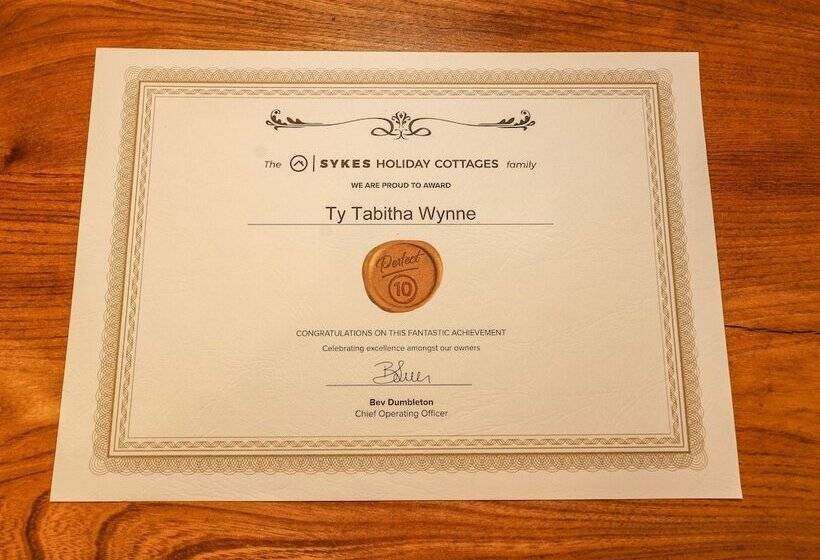 The SYKES HOLIDAY COTTAGES family
WE ARE PROUD TO AWARD
Ty Tabitha Wynne
Perfect
10
CONGRATULATIONS ON THIS FANTASTIC ACHIEVEMENT
Celebrating excellence amongst our owners
Bev Dumbleton
Chief Operating Officer